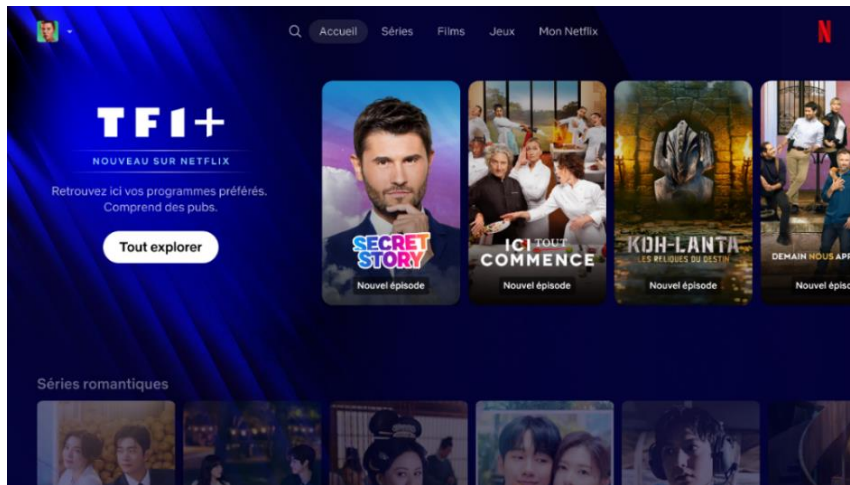 Accueil Séries Films Jeux Mon Netflix
N
TF1+
NOUVEAU SUR NETFLIX
Retrouvez ici vos programmes préférés.
Comprend des pubs.
Tout explorer
SECRET
STORY
Nouvel épisode
ICI TOUT
COMMENCE
Nouvel épisode
KOH-LANTA
LES RELIQUES DU DESTIN
Nouvel épisode
DEMAIN NOUS APP
Nouvel épiso
Séries romantiques